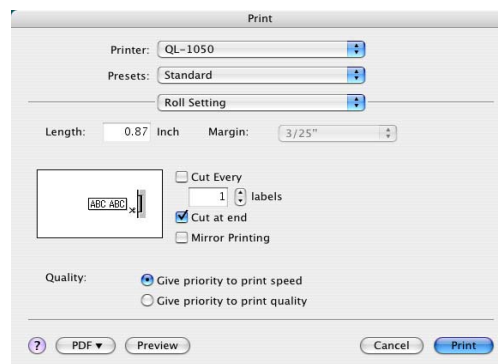 Print
Printer: QL-1050
Presets: Standard
Roll Setting
Length: 0.87 Inch Margin: 3/25"
Cut Every
ABC ABC 1 labels
Cut at end
Mirror Printing
Quality: Give priority to print speed
Give priority to print quality
? PDF ▼ Preview Cancel Print